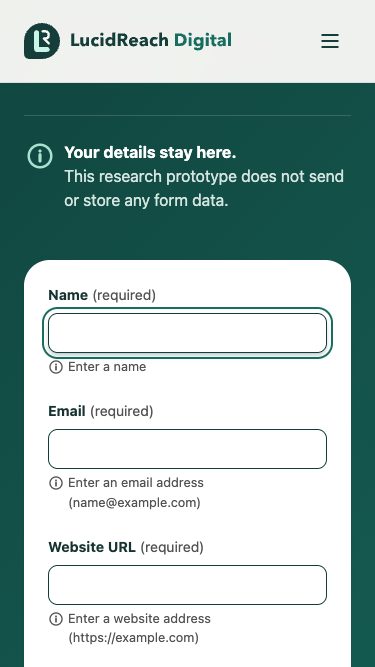 LucidReach Digital
Your details stay here.
This research prototype does not send
or store any form data.
Name (required)
Enter a name
Email (required)
Enter an email address
(name@example.com)
Website URL (required)
Enter a website address
(https://example.com)